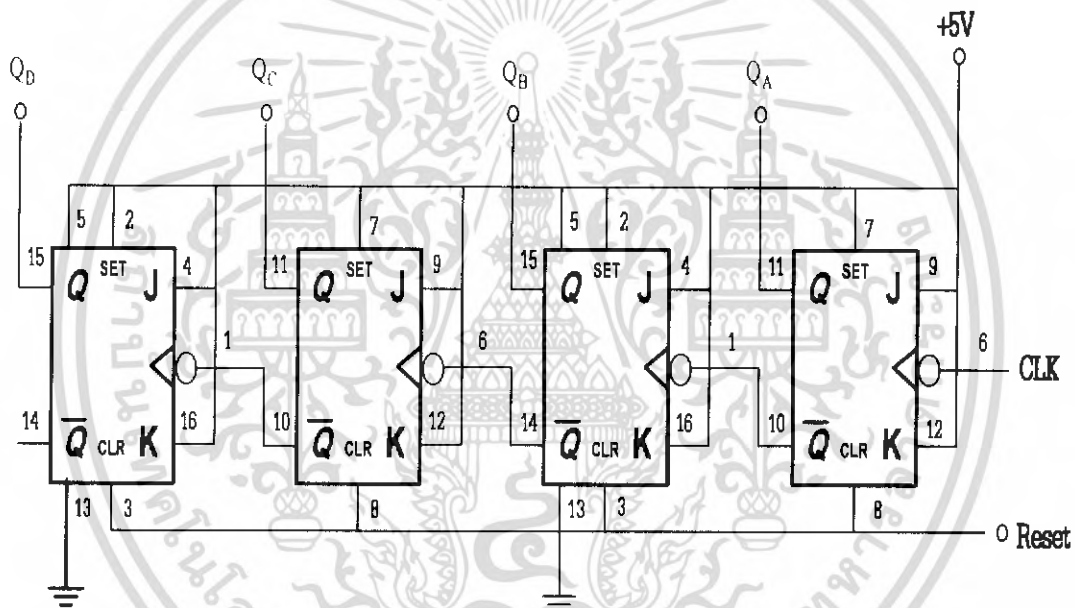 +5V
Q_D Q_C Q_B Q_A
5 2 7 5 2 7
15 Q SET J 4 11 Q SET J 9 15 Q SET J 4 11 Q SET J 9
1 6 1 6 CLK
14 Q̅ CLR K 16 10 Q̅ CLR K 12 14 Q̅ CLR K 16 10 Q̅ CLR K 12
13 3 8 13 3 8
Reset